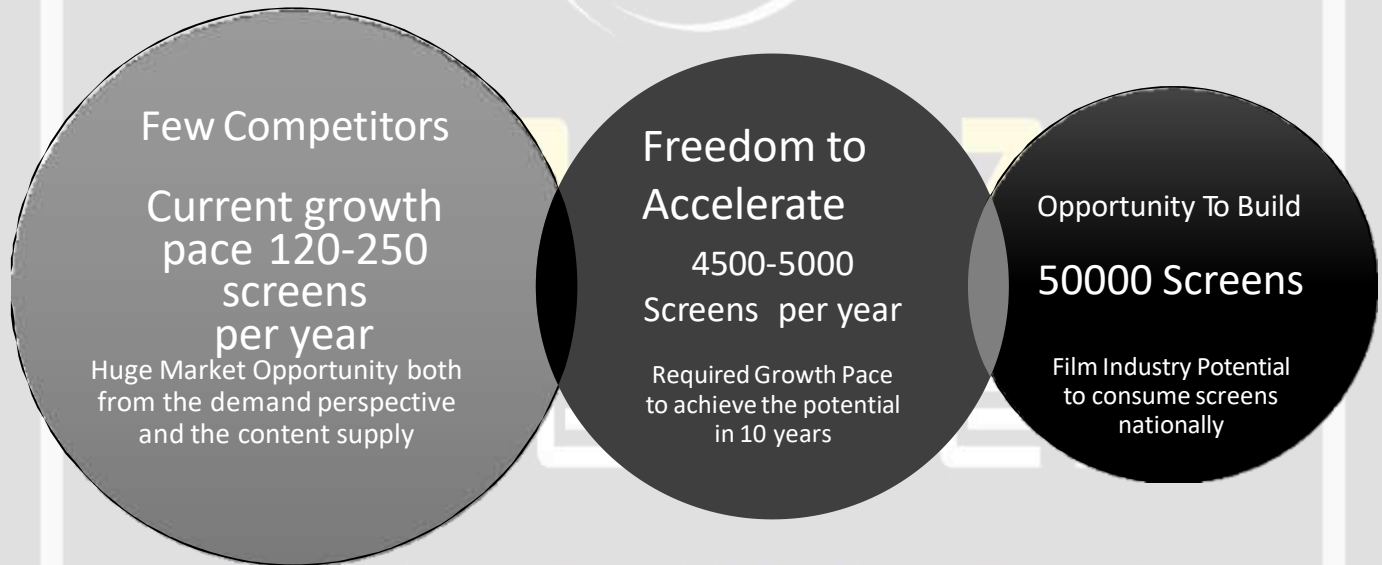 Few Competitors
Current growth
pace 120-250
screens
per year
Huge Market Opportunity both
from the demand perspective
and the content supply
Freedom to
Accelerate
4500-5000
Screens per year
Required Growth Pace
to achieve the potential
in 10 years
Opportunity To Build
50000 Screens
Film Industry Potential
to consume screens
nationally